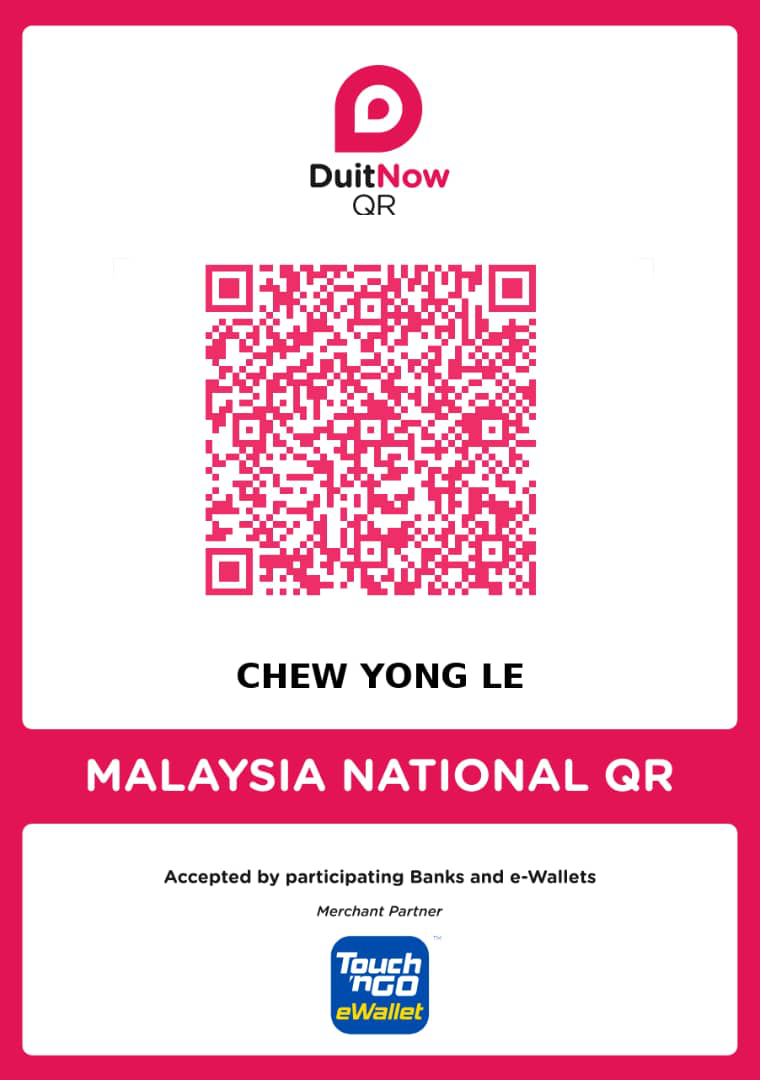 DuitNow
QR
CHEW YONG LE
MALAYSIA NATIONAL QR
Accepted by participating Banks and e-Wallets
Merchant Partner
Touch
'nGO
eWallet
TM